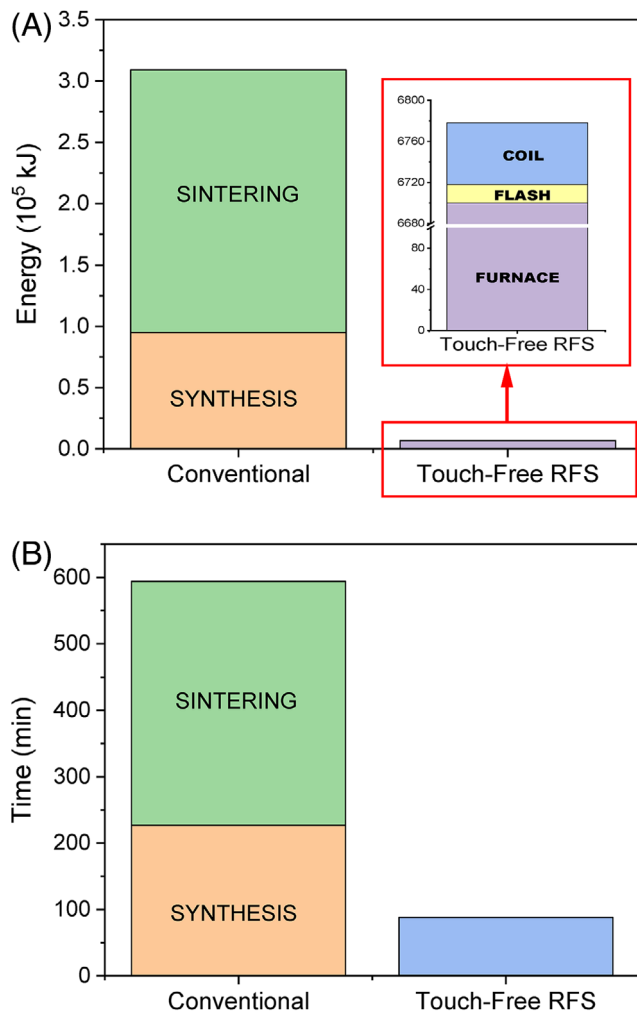 (A)
Energy (10⁵ kJ)
3.5
3.0
2.5
2.0
1.5
1.0
0.5
0.0
SINTERING
SYNTHESIS
6800
6760
6720
6680
80
40
0
COIL
FLASH
FURNACE
Touch-Free RFS
Conventional
Touch-Free RFS
(B)
Time (min)
600
500
400
300
200
100
0
SINTERING
SYNTHESIS
Conventional
Touch-Free RFS